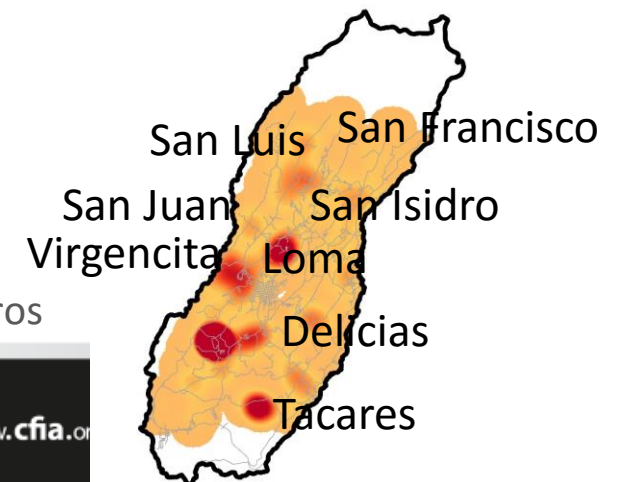 San Luis
San Francisco
San Juan
San Isidro
Virgencita
Loma
Delicias
Tacares
cfia